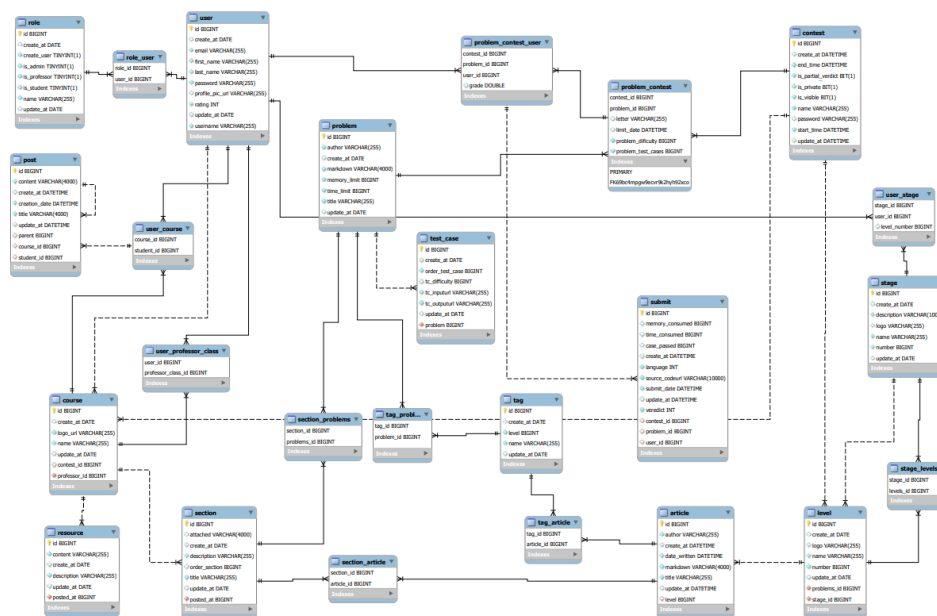 role
id BIGINT
create_at DATE
create_user TINYINT(1)
is_admin TINYINT(1)
is_professor TINYINT(1)
is_student TINYINT(1)
name VARCHAR(255)
update_at DATE
Indexes
role_user
role_id BIGINT
user_id BIGINT
Indexes
user
id BIGINT
create_at DATE
email VARCHAR(255)
first_name VARCHAR(255)
last_name VARCHAR(255)
password VARCHAR(255)
profile_pic_url VARCHAR(255)
rating INT
update_at DATE
username VARCHAR(255)
Indexes
problem_contest_user
contest_id BIGINT
problem_id BIGINT
user_id BIGINT
grade DOUBLE
Indexes
problem_contest
contest_id BIGINT
problem_id BIGINT
letter VARCHAR(255)
limit_date DATETIME
problem_dificulty BIGINT
problem_test_cases BIGINT
Indexes
PRIMARY
contest
id BIGINT
create_at DATETIME
end_time DATETIME
is_partial_verdict BIT(1)
is_private BIT(1)
is_visible BIT(1)
name VARCHAR(255)
password VARCHAR(255)
start_time DATETIME
update_at DATETIME
Indexes
problem
id BIGINT
author VARCHAR(255)
create_at DATE
markdown VARCHAR(4000)
memory_limit BIGINT
time_limit BIGINT
title VARCHAR(255)
update_at DATE
Indexes
post
id BIGINT
content VARCHAR(4000)
create_at DATETIME
creation_date DATETIME
title VARCHAR(4000)
update_at DATETIME
parent BIGINT
course_id BIGINT
student_id BIGINT
Indexes
user_course
course_id BIGINT
student_id BIGINT
Indexes
user_stage
stage_id BIGINT
user_id BIGINT
level_number BIGINT
Indexes
test_case
id BIGINT
create_at DATE
order_test_case BIGINT
tc_difficulty BIGINT
tc_inputurl VARCHAR(255)
tc_outputurl VARCHAR(255)
update_at DATE
problem BIGINT
Indexes
stage
id BIGINT
create_at DATE
description VARCHAR(100
logo VARCHAR(255)
name VARCHAR(255)
number BIGINT
update_at DATE
Indexes
submit
id BIGINT
memory_consumed BIGINT
time_consumed BIGINT
case_passed BIGINT
create_at DATETIME
language INT
source_codeurl VARCHAR(10000)
submit_date DATETIME
update_at DATETIME
veredict INT
contest_id BIGINT
problem_id BIGINT
user_id BIGINT
Indexes
user_professor_class
user_id BIGINT
professor_class_id BIGINT
Indexes
course
id BIGINT
create_at DATE
logo_url VARCHAR(255)
name VARCHAR(255)
update_at DATE
contest_id BIGINT
professor_id BIGINT
Indexes
section_problems
section_id BIGINT
problems_id BIGINT
Indexes
tag_probl...
tag_id BIGINT
problem_id BIGINT
Indexes
tag
id BIGINT
create_at DATE
level BIGINT
name VARCHAR(255)
update_at DATE
Indexes
stage_levels
stage_id BIGINT
levels_id BIGINT
Indexes
resource
id BIGINT
content VARCHAR(255)
create_at DATE
description VARCHAR(255)
update_at DATE
posted_at BIGINT
Indexes
section
id BIGINT
attached VARCHAR(4000)
create_at DATE
description VARCHAR(255)
order_section BIGINT
title VARCHAR(255)
update_at DATE
posted_at BIGINT
Indexes
section_article
section_id BIGINT
article_id BIGINT
Indexes
tag_article
tag_id BIGINT
article_id BIGINT
Indexes
article
id BIGINT
author VARCHAR(255)
create_at DATETIME
date_written DATETIME
markdown VARCHAR(4000)
title VARCHAR(255)
update_at DATETIME
level BIGINT
Indexes
level
id BIGINT
create_at DATE
logo VARCHAR(255)
name VARCHAR(255)
number BIGINT
update_at DATE
problems_id BIGINT
stage_id BIGINT
Indexes